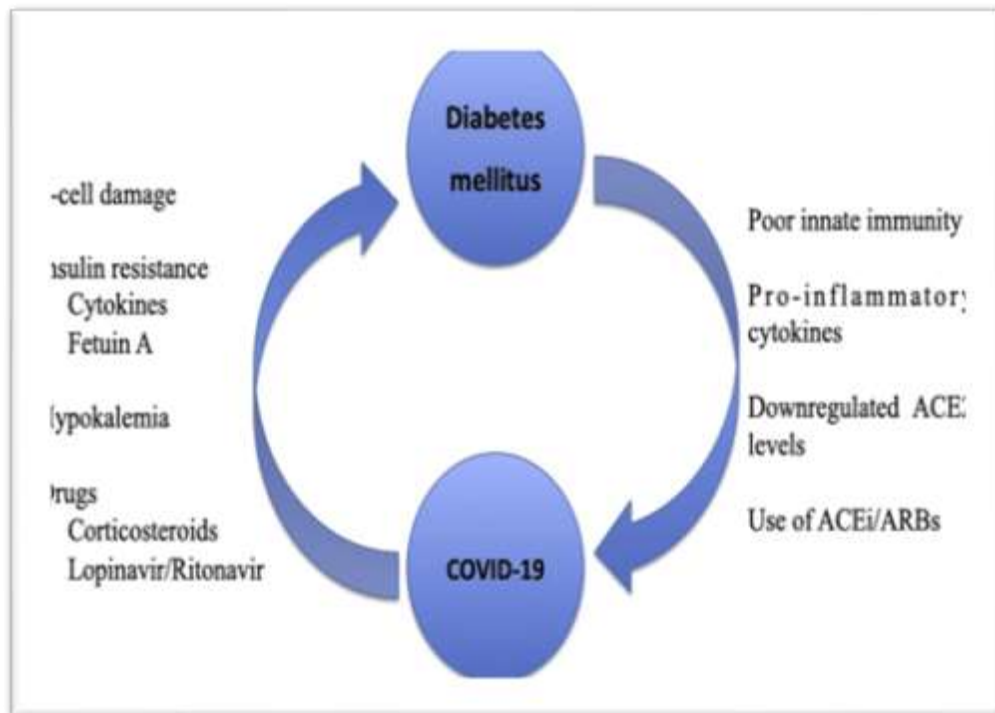 Diabetes
mellitus
-cell damage
nsulin resistance
Cytokines
Fetuin A
ypokalemia
rugs
Corticosteroids
Lopinavir/Ritonavir
Poor innate immunity
Pro-inflammatory
cytokines
Downregulated ACE
levels
Use of ACEi/ARBs
COVID-19